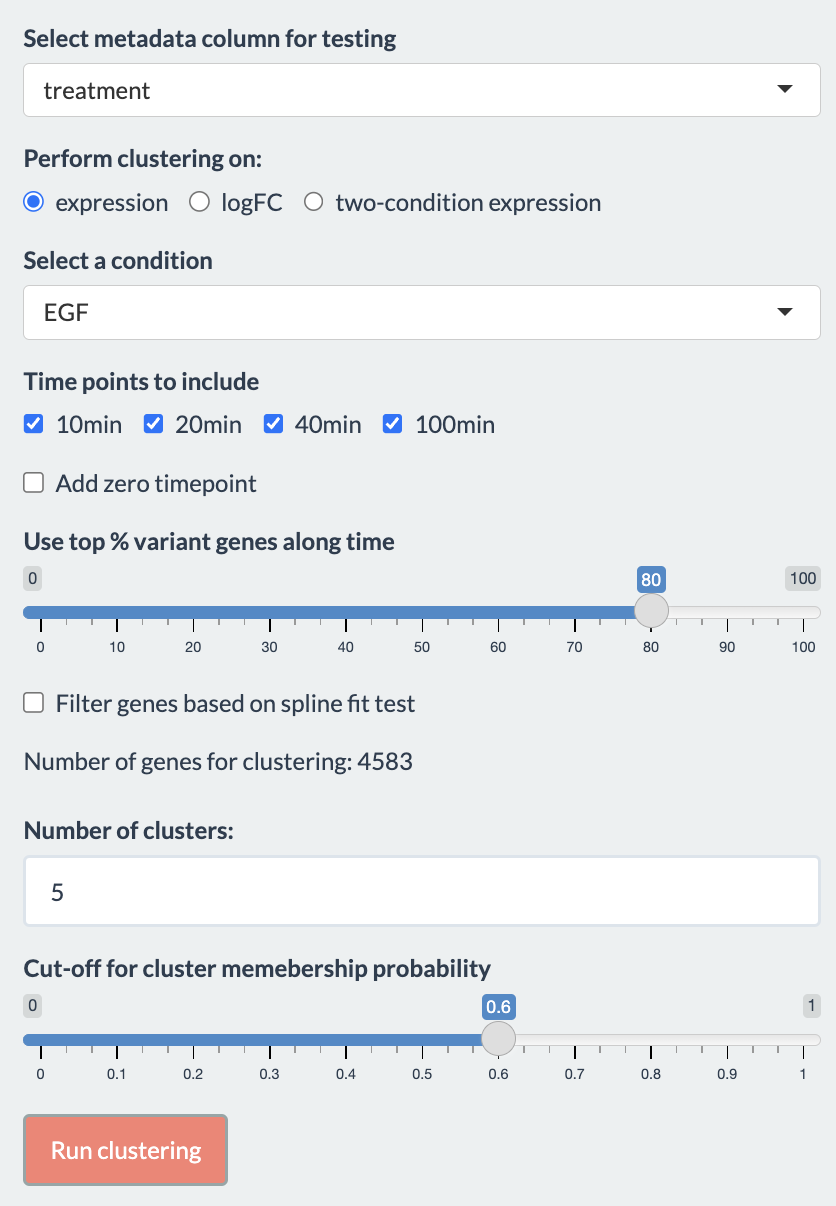 Select metadata column for testing
treatment
Perform clustering on:
expression logFC two-condition expression
Select a condition
EGF
Time points to include
10min 20min 40min 100min
Add zero timepoint
Use top % variant genes along time
0 80 100
0 10 20 30 40 50 60 70 80 90 100
Filter genes based on spline fit test
Number of genes for clustering: 4583
Number of clusters:
5
Cut-off for cluster memebership probability
0 0.6 1
0 0.1 0.2 0.3 0.4 0.5 0.6 0.7 0.8 0.9 1
Run clustering